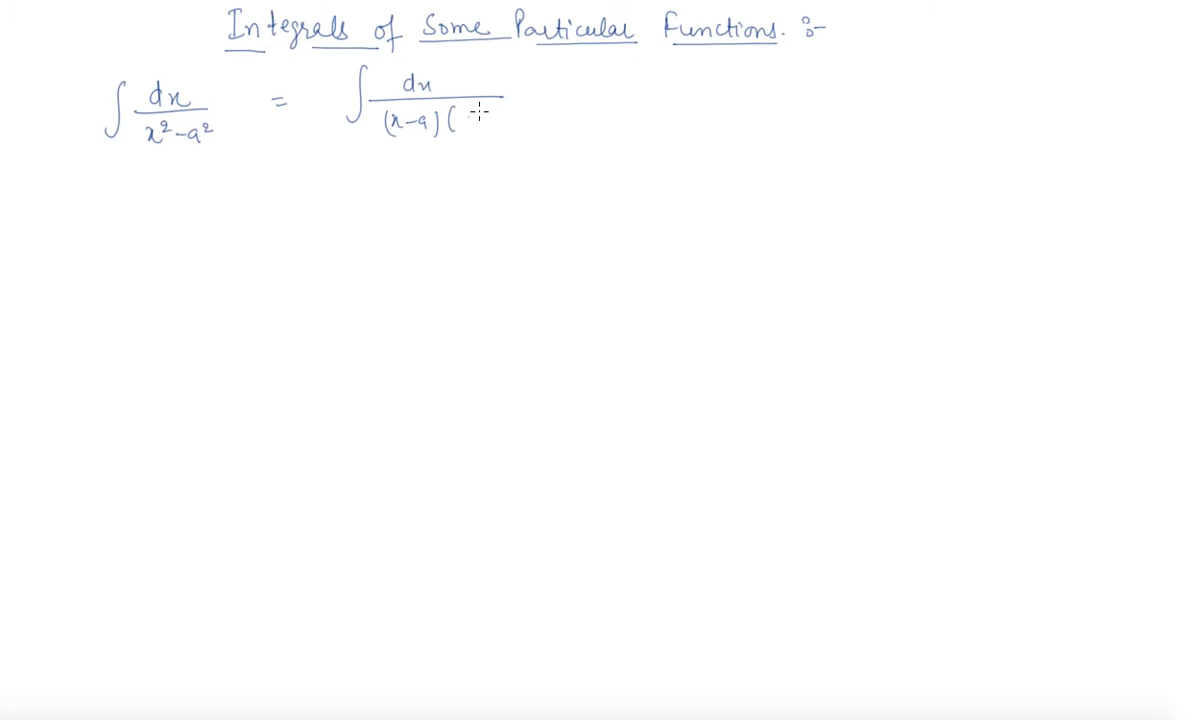 Integrals of Some Particular Functions. :-
∫ dx / x²-a² = ∫ dx / (x-a)(